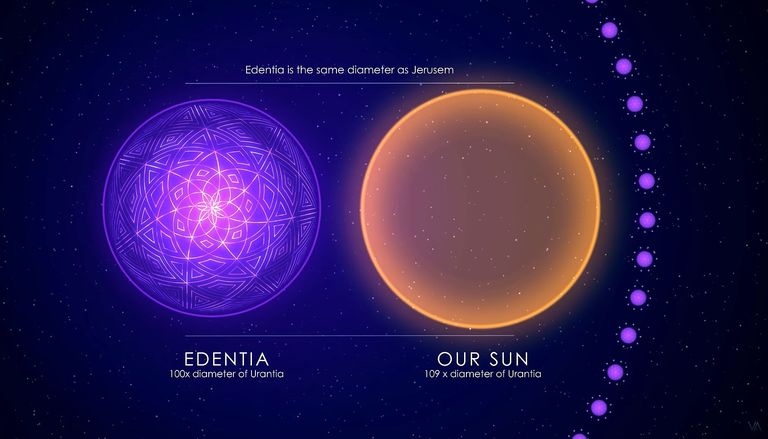 Edentia is the same diameter as Jerusem
EDENTIA
100x diameter of Urantia
OUR SUN
109 x diameter of Urantia
VA